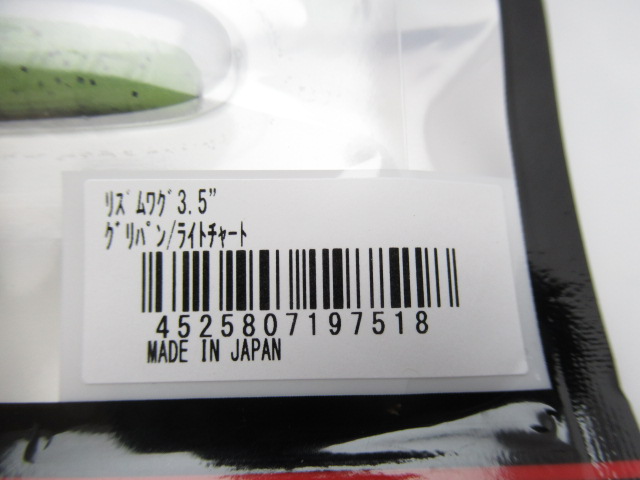 ﾘｽﾞﾑﾜｸﾞ3.5"
ｸﾞﾘﾊﾟﾝ/ﾗｲﾄﾁｬｰﾄ
4525807197518
MADE IN JAPAN